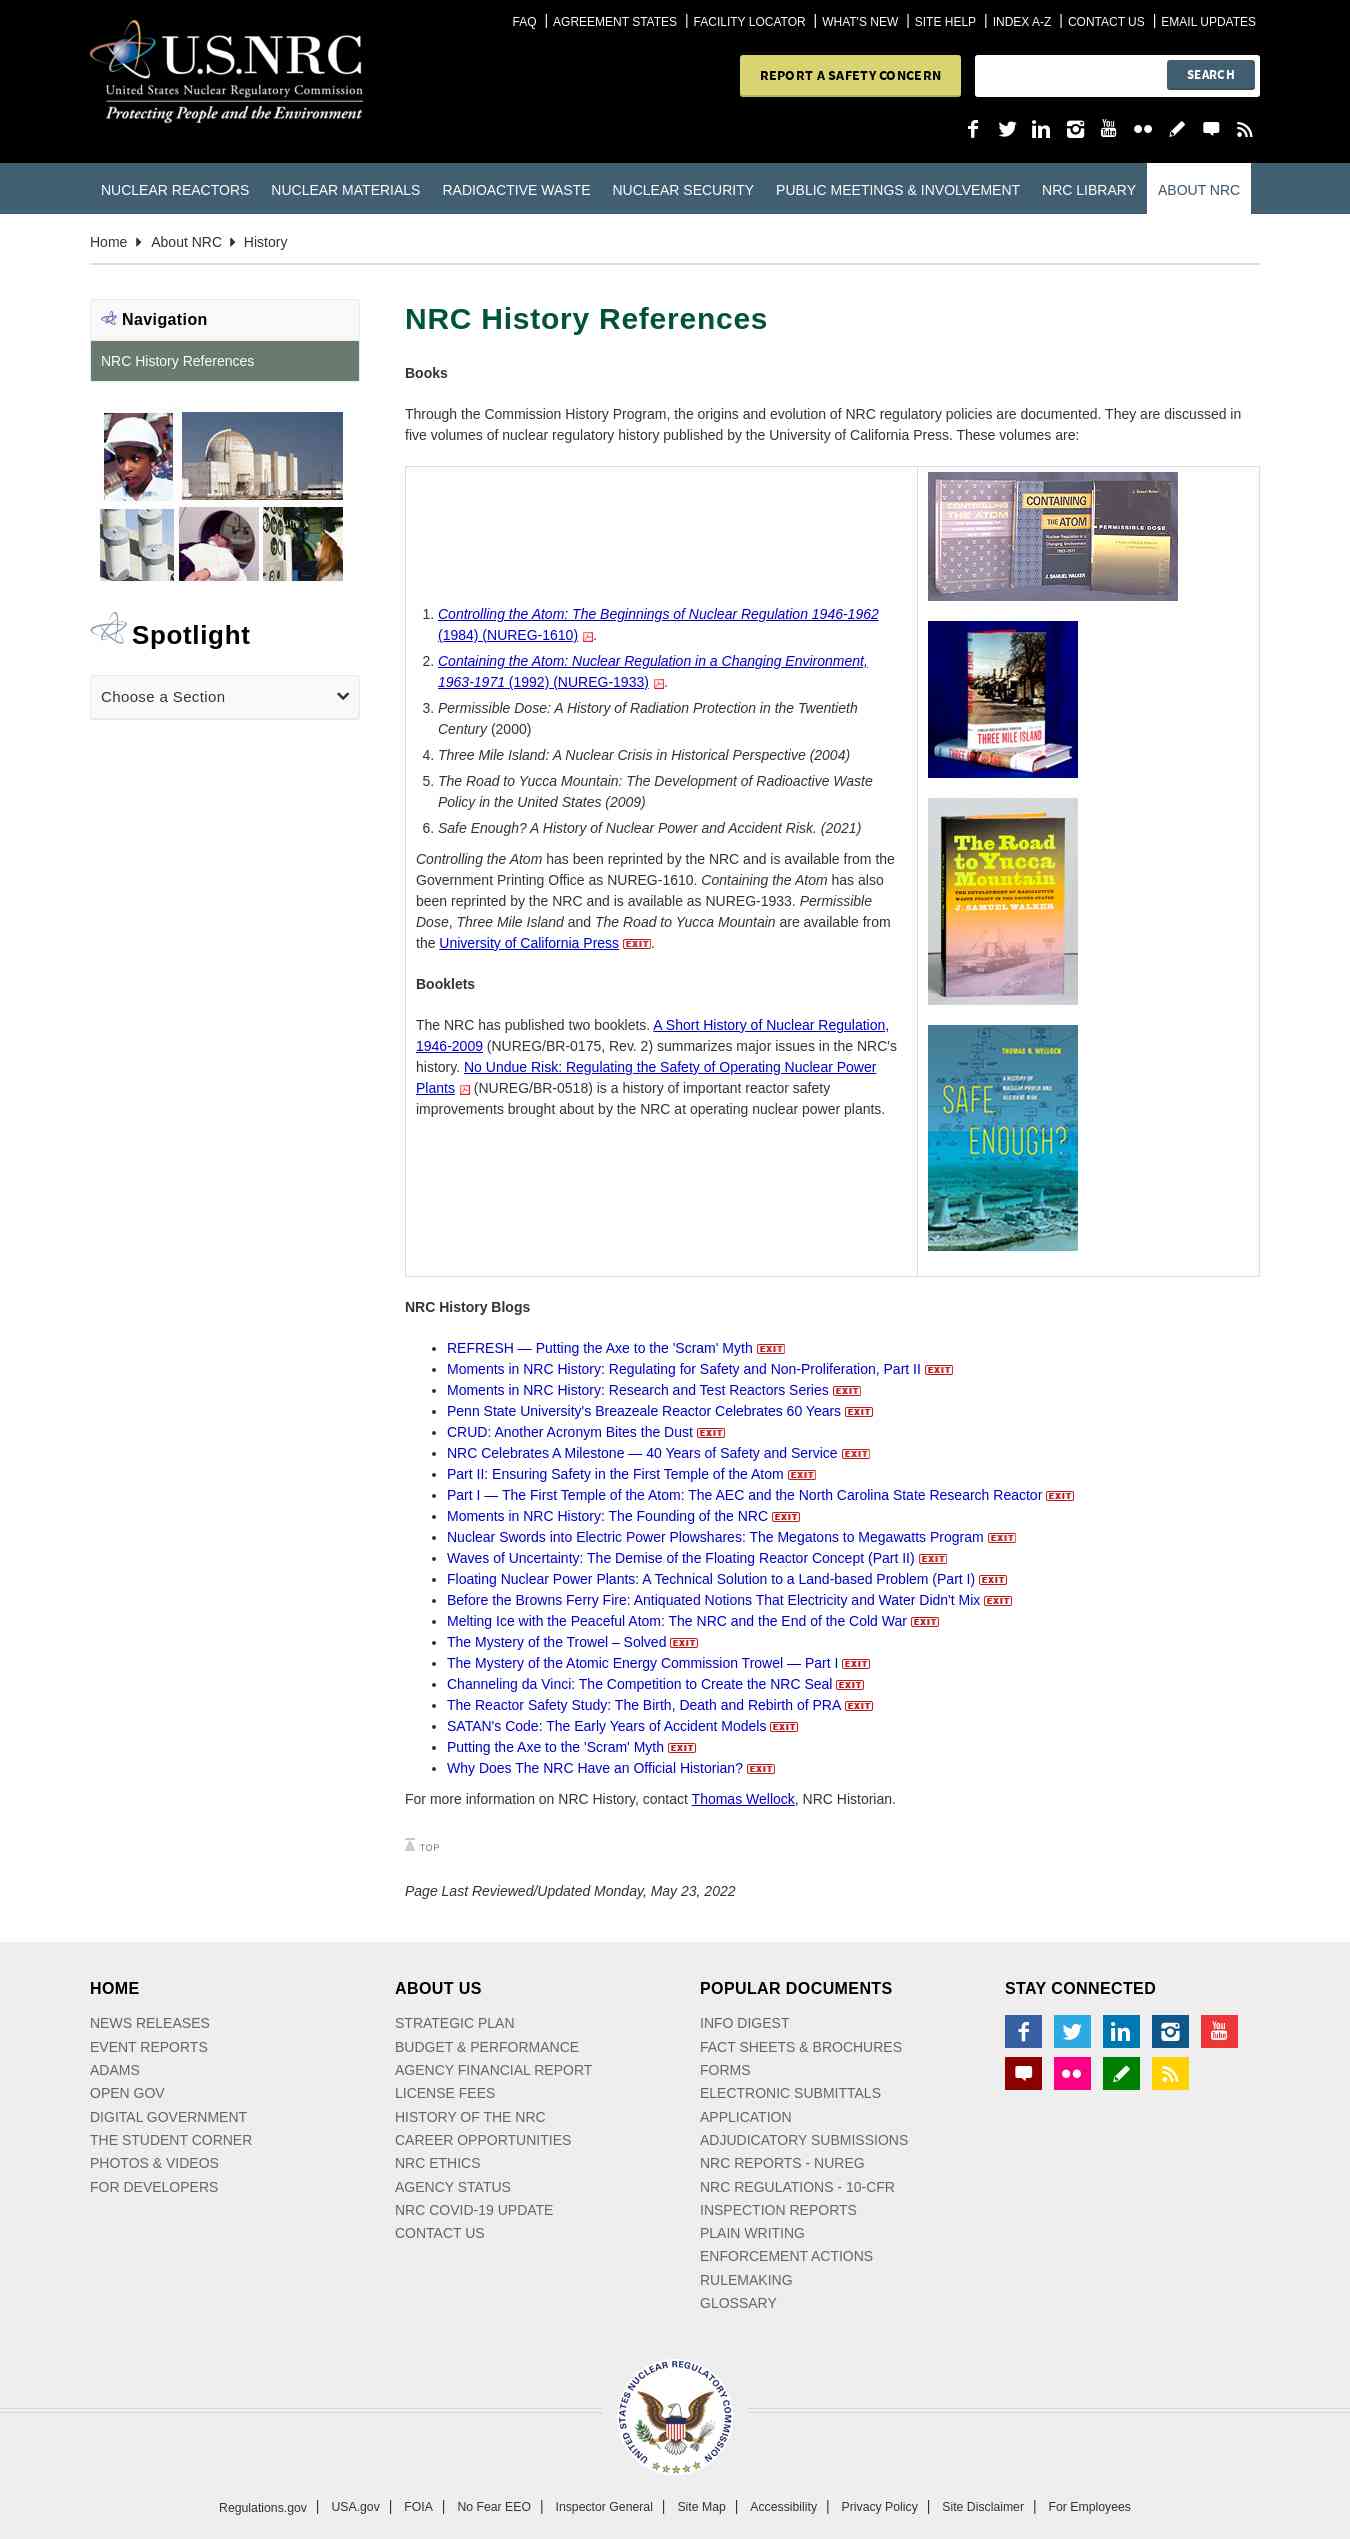 FAQ | AGREEMENT STATES | FACILITY LOCATOR | WHAT'S NEW | SITE HELP | INDEX A-Z | CONTACT US | EMAIL UPDATES
U.S.NRC
United States Nuclear Regulatory Commission
Protecting People and the Environment
REPORT A SAFETY CONCERN
SEARCH
NUCLEAR REACTORS NUCLEAR MATERIALS RADIOACTIVE WASTE NUCLEAR SECURITY PUBLIC MEETINGS & INVOLVEMENT NRC LIBRARY ABOUT NRC
Home About NRC History
Navigation
NRC History References
Spotlight
Choose a Section
NRC History References
Books
Through the Commission History Program, the origins and evolution of NRC regulatory policies are documented. They are discussed in
five volumes of nuclear regulatory history published by the University of California Press. These volumes are:
1. Controlling the Atom: The Beginnings of Nuclear Regulation 1946-1962
(1984) (NUREG-1610) .
2. Containing the Atom: Nuclear Regulation in a Changing Environment,
1963-1971 (1992) (NUREG-1933) .
3. Permissible Dose: A History of Radiation Protection in the Twentieth
Century (2000)
4. Three Mile Island: A Nuclear Crisis in Historical Perspective (2004)
5. The Road to Yucca Mountain: The Development of Radioactive Waste
Policy in the United States (2009)
6. Safe Enough? A History of Nuclear Power and Accident Risk. (2021)
Controlling the Atom has been reprinted by the NRC and is available from the
Government Printing Office as NUREG-1610. Containing the Atom has also
been reprinted by the NRC and is available as NUREG-1933. Permissible
Dose, Three Mile Island and The Road to Yucca Mountain are available from
the University of California Press EXIT.
Booklets
The NRC has published two booklets. A Short History of Nuclear Regulation,
1946-2009 (NUREG/BR-0175, Rev. 2) summarizes major issues in the NRC's
history. No Undue Risk: Regulating the Safety of Operating Nuclear Power
Plants (NUREG/BR-0518) is a history of important reactor safety
improvements brought about by the NRC at operating nuclear power plants.
CONTROLLING
THE ATOM
CONTAINING
THE ATOM
Nuclear Regulation in a
Changing Environment
1963-1971
J. SAMUEL WALKER
PERMISSIBLE DOSE
THREE MILE ISLAND
The Road
to Yucca
Mountain
THE DEVELOPMENT OF RADIOACTIVE
WASTE POLICY IN THE UNITED STATES
J. SAMUEL WALKER
THOMAS R. WELLOCK
A HISTORY OF
NUCLEAR POWER AND
ACCIDENT RISK
SAFE
ENOUGH?
NRC History Blogs
REFRESH — Putting the Axe to the 'Scram' Myth EXIT
Moments in NRC History: Regulating for Safety and Non-Proliferation, Part II EXIT
Moments in NRC History: Research and Test Reactors Series EXIT
Penn State University's Breazeale Reactor Celebrates 60 Years EXIT
CRUD: Another Acronym Bites the Dust EXIT
NRC Celebrates A Milestone — 40 Years of Safety and Service EXIT
Part II: Ensuring Safety in the First Temple of the Atom EXIT
Part I — The First Temple of the Atom: The AEC and the North Carolina State Research Reactor EXIT
Moments in NRC History: The Founding of the NRC EXIT
Nuclear Swords into Electric Power Plowshares: The Megatons to Megawatts Program EXIT
Waves of Uncertainty: The Demise of the Floating Reactor Concept (Part II) EXIT
Floating Nuclear Power Plants: A Technical Solution to a Land-based Problem (Part I) EXIT
Before the Browns Ferry Fire: Antiquated Notions That Electricity and Water Didn't Mix EXIT
Melting Ice with the Peaceful Atom: The NRC and the End of the Cold War EXIT
The Mystery of the Trowel – Solved EXIT
The Mystery of the Atomic Energy Commission Trowel — Part I EXIT
Channeling da Vinci: The Competition to Create the NRC Seal EXIT
The Reactor Safety Study: The Birth, Death and Rebirth of PRA EXIT
SATAN's Code: The Early Years of Accident Models EXIT
Putting the Axe to the 'Scram' Myth EXIT
Why Does The NRC Have an Official Historian? EXIT
For more information on NRC History, contact Thomas Wellock, NRC Historian.
TOP
Page Last Reviewed/Updated Monday, May 23, 2022
HOME
NEWS RELEASES
EVENT REPORTS
ADAMS
OPEN GOV
DIGITAL GOVERNMENT
THE STUDENT CORNER
PHOTOS & VIDEOS
FOR DEVELOPERS
ABOUT US
STRATEGIC PLAN
BUDGET & PERFORMANCE
AGENCY FINANCIAL REPORT
LICENSE FEES
HISTORY OF THE NRC
CAREER OPPORTUNITIES
NRC ETHICS
AGENCY STATUS
NRC COVID-19 UPDATE
CONTACT US
POPULAR DOCUMENTS
INFO DIGEST
FACT SHEETS & BROCHURES
FORMS
ELECTRONIC SUBMITTALS
APPLICATION
ADJUDICATORY SUBMISSIONS
NRC REPORTS - NUREG
NRC REGULATIONS - 10-CFR
INSPECTION REPORTS
PLAIN WRITING
ENFORCEMENT ACTIONS
RULEMAKING
GLOSSARY
STAY CONNECTED
You Tube
UNITED STATES NUCLEAR REGULATORY COMMISSION
Regulations.gov | USA.gov | FOIA | No Fear EEO | Inspector General | Site Map | Accessibility | Privacy Policy | Site Disclaimer | For Employees